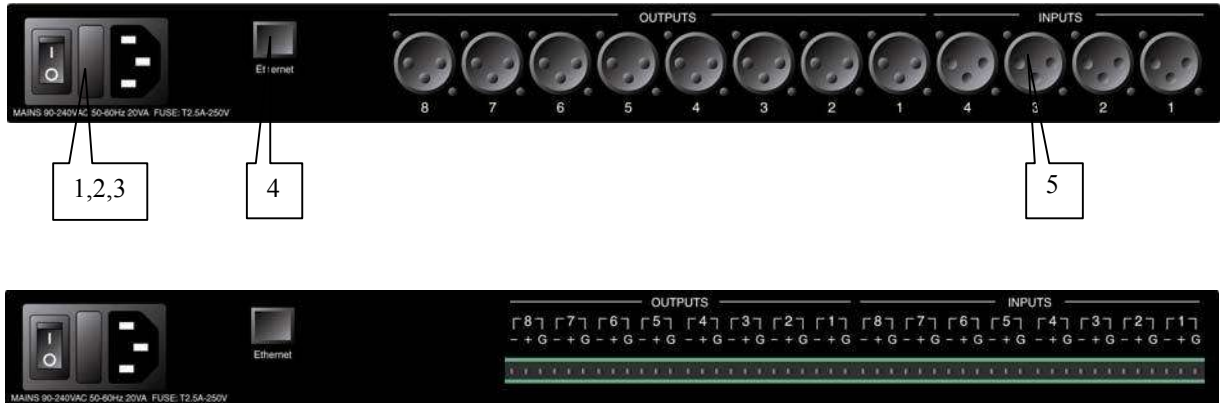 OUTPUTS INPUTS
I
O
Ethernet
8 7 6 5 4 3 2 1 4 3 2 1
MAINS 90-240VAC 50-60Hz 20VA FUSE: T2.5A-250V
1,2,3
4
5
OUTPUTS INPUTS
8 7 6 5 4 3 2 1 8 7 6 5 4 3 2 1
- + G - + G - + G - + G - + G - + G - + G - + G - + G - + G - + G - + G - + G - + G - + G - + G
I
O
Ethernet
MAINS 90-240VAC 50-60Hz 20VA FUSE: T2.5A-250V